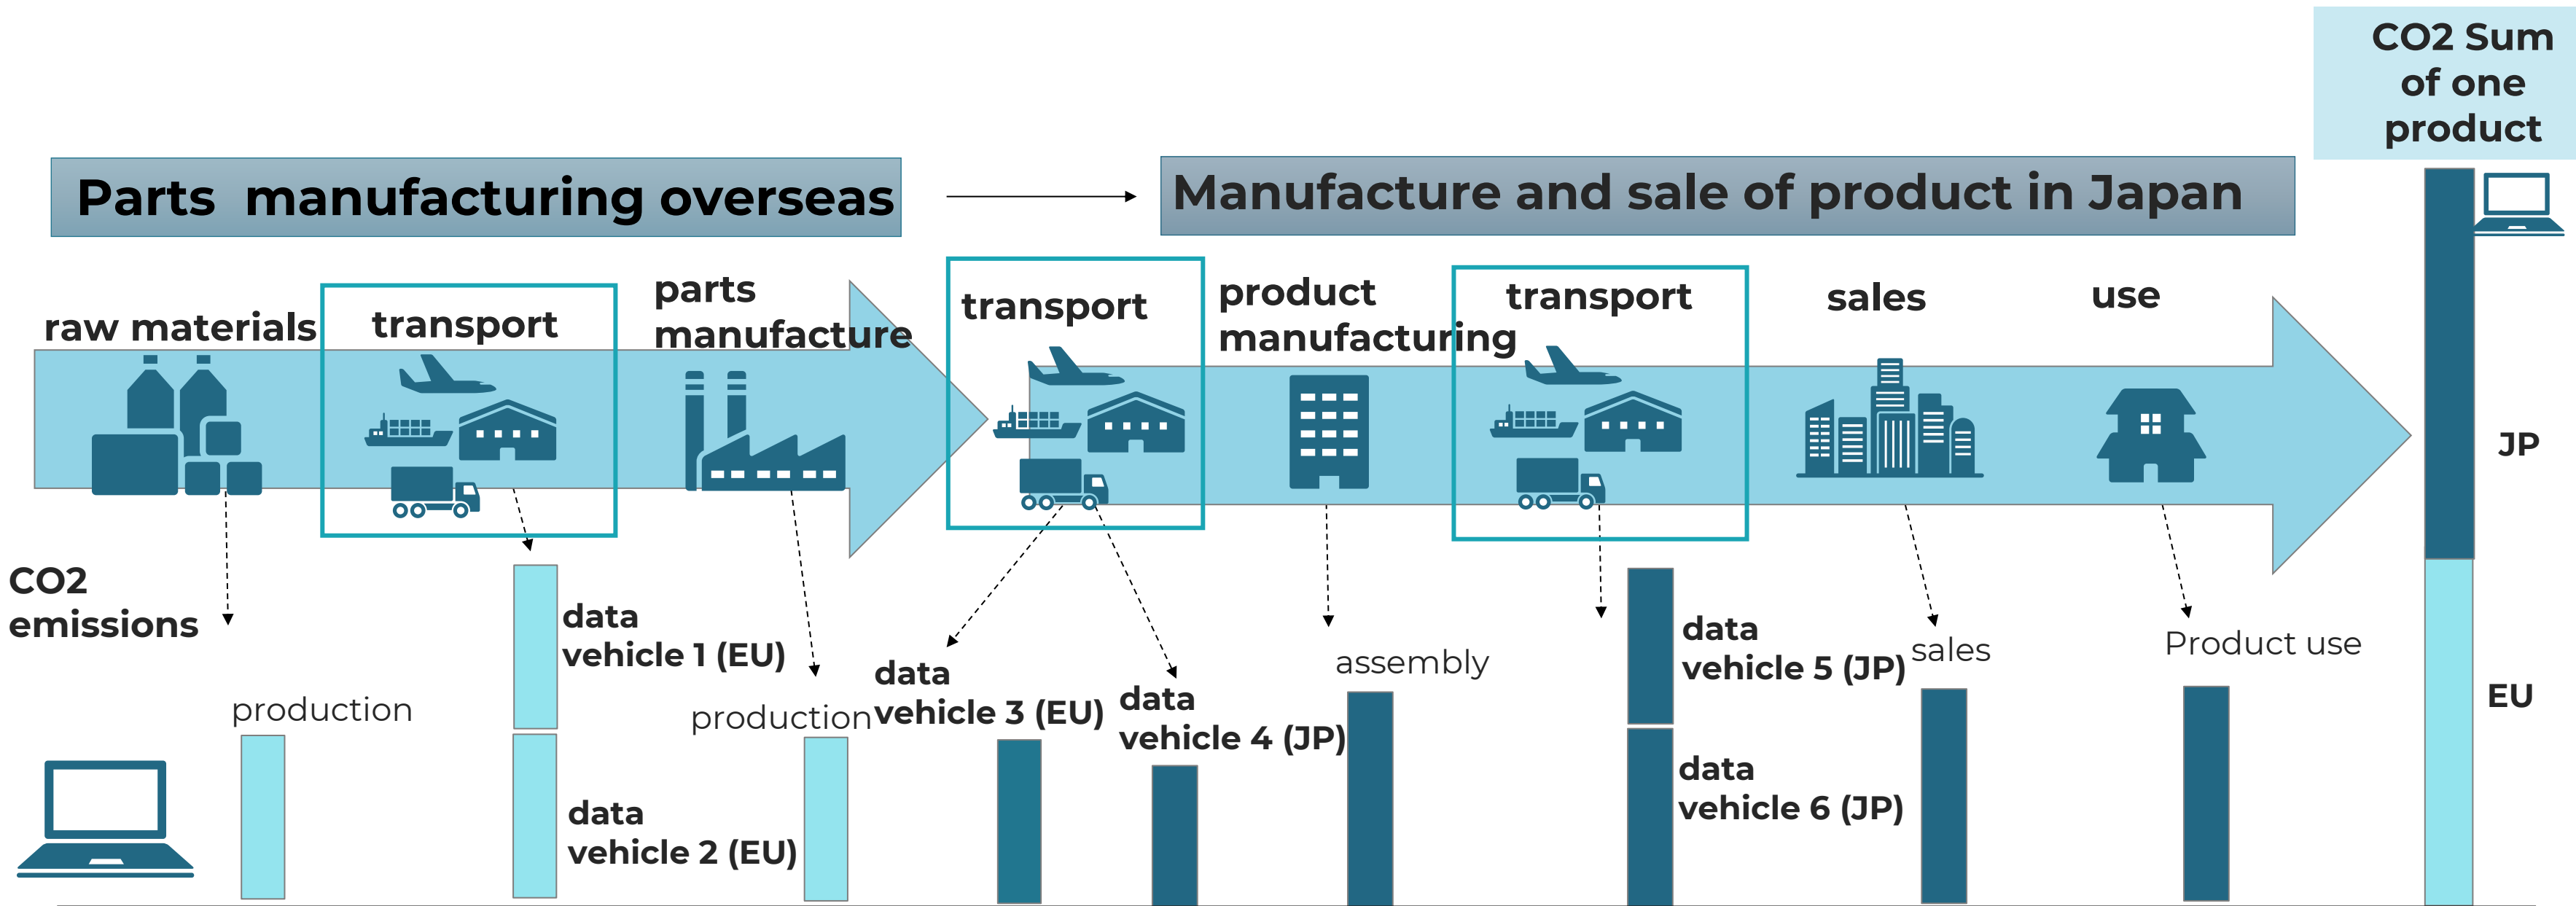 CO2 Sum
of one
product
Parts manufacturing overseas
Manufacture and sale of product in Japan
raw materials
transport
parts
manufacture
transport
product
manufacturing
transport
sales
use
JP
EU
CO2
emissions
production
data
vehicle 1 (EU)
data
vehicle 2 (EU)
production
data
vehicle 3 (EU)
data
vehicle 4 (JP)
assembly
data
vehicle 5 (JP)
data
vehicle 6 (JP)
sales
Product use